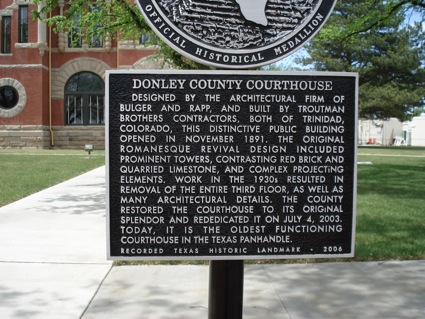 OFFICIAL HISTORICAL MEDALLION
DONLEY COUNTY COURTHOUSE
DESIGNED BY THE ARCHITECTURAL FIRM OF
BULGER AND RAPP, AND BUILT BY TROUTMAN
BROTHERS CONTRACTORS, BOTH OF TRINIDAD,
COLORADO, THIS DISTINCTIVE PUBLIC BUILDING
OPENED IN NOVEMBER 1891. THE ORIGINAL
ROMANESQUE REVIVAL DESIGN INCLUDED
PROMINENT TOWERS, CONTRASTING RED BRICK AND
QUARRIED LIMESTONE, AND COMPLEX PROJECTING
ELEMENTS. WORK IN THE 1930s RESULTED IN
REMOVAL OF THE ENTIRE THIRD FLOOR, AS WELL AS
MANY ARCHITECTURAL DETAILS. THE COUNTY
RESTORED THE COURTHOUSE TO ITS ORIGINAL
SPLENDOR AND REDEDICATED IT ON JULY 4, 2003.
TODAY, IT IS THE OLDEST FUNCTIONING
COURTHOUSE IN THE TEXAS PANHANDLE.
RECORDED TEXAS HISTORIC LANDMARK - 2006